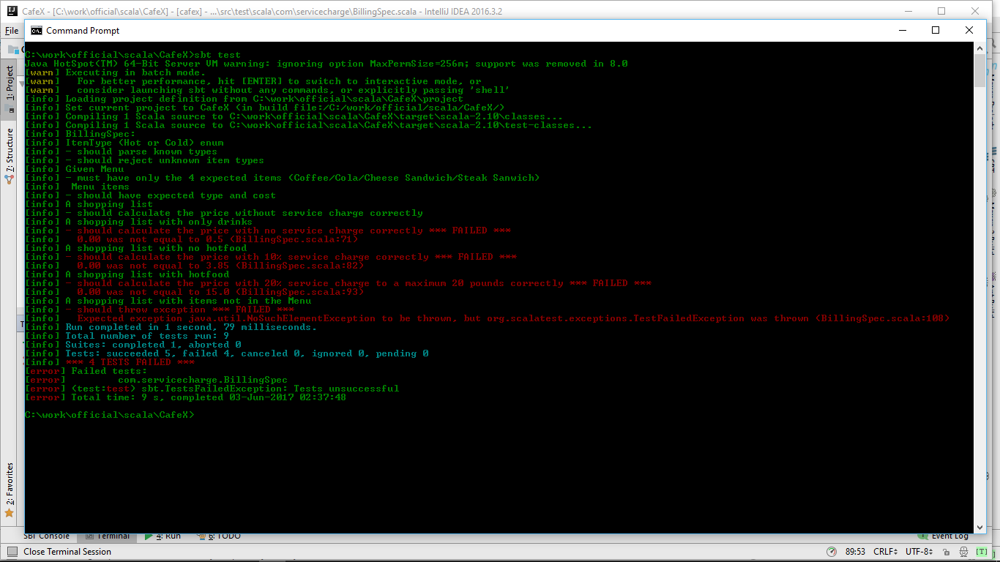 CafeX - [C:\work\official\scala\CafeX] - [cafex] - ...\src\test\scala\com\servicecharge\BillingSpec.scala - IntelliJ IDEA 2016.3.2
File
Command Prompt
1: Project
7: Structure
2: Favorites
C:\work\official\scala\CafeX>sbt test
Java HotSpot(TM) 64-Bit Server VM warning: ignoring option MaxPermSize=256m; support was removed in 8.0
[warn] Executing in batch mode.
[warn]   For better performance, hit [ENTER] to switch to interactive mode, or
[warn]   consider launching sbt without any commands, or explicitly passing 'shell'
[info] Loading project definition from C:\work\official\scala\CafeX\project
[info] Set current project to CafeX (in build file:/C:/work/official/scala/CafeX/)
[info] Compiling 1 Scala source to C:\work\official\scala\CafeX\target\scala-2.10\classes...
[info] Compiling 1 Scala source to C:\work\official\scala\CafeX\target\scala-2.10\test-classes...
[info] BillingSpec:
[info] ItemType (Hot or Cold) enum
[info] - should parse known types
[info] - should reject unknown item types
[info] Given Menu
[info] - must have only the 4 expected items (Coffee/Cola/Cheese Sandwich/Steak Sanwich)
[info]  Menu items
[info] - should have expected type and cost
[info] A shopping list
[info] - should calculate the price without service charge correctly
[info] A shopping list with only drinks
[info] - should calculate the price with no service charge correctly *** FAILED ***
[info]   0.00 was not equal to 0.5 (BillingSpec.scala:71)
[info] A shopping list with no hotfood
[info] - should calculate the price with 10% service charge correctly *** FAILED ***
[info]   0.00 was not equal to 3.85 (BillingSpec.scala:82)
[info] A shopping list with hotfood
[info] - should calculate the price with 20% service charge to a maximum 20 pounds correctly *** FAILED ***
[info]   0.00 was not equal to 15.0 (BillingSpec.scala:93)
[info] A shopping list with items not in the Menu
[info] - should throw exception *** FAILED ***
[info]   Expected exception java.util.NoSuchElementException to be thrown, but org.scalatest.exceptions.TestFailedException was thrown (BillingSpec.scala:108)
[info] Run completed in 1 second, 79 milliseconds.
[info] Total number of tests run: 9
[info] Suites: completed 1, aborted 0
[info] Tests: succeeded 5, failed 4, canceled 0, ignored 0, pending 0
[info] *** 4 TESTS FAILED ***
[error] Failed tests:
[error]         com.servicecharge.BillingSpec
[error] (test:test) sbt.TestsFailedException: Tests unsuccessful
[error] Total time: 9 s, completed 03-Jun-2017 02:37:48
C:\work\official\scala\CafeX>
SBT Console Terminal 4: Run 6: TODO Event Log
Close Terminal Session 89:53 CRLF UTF-8 [T]